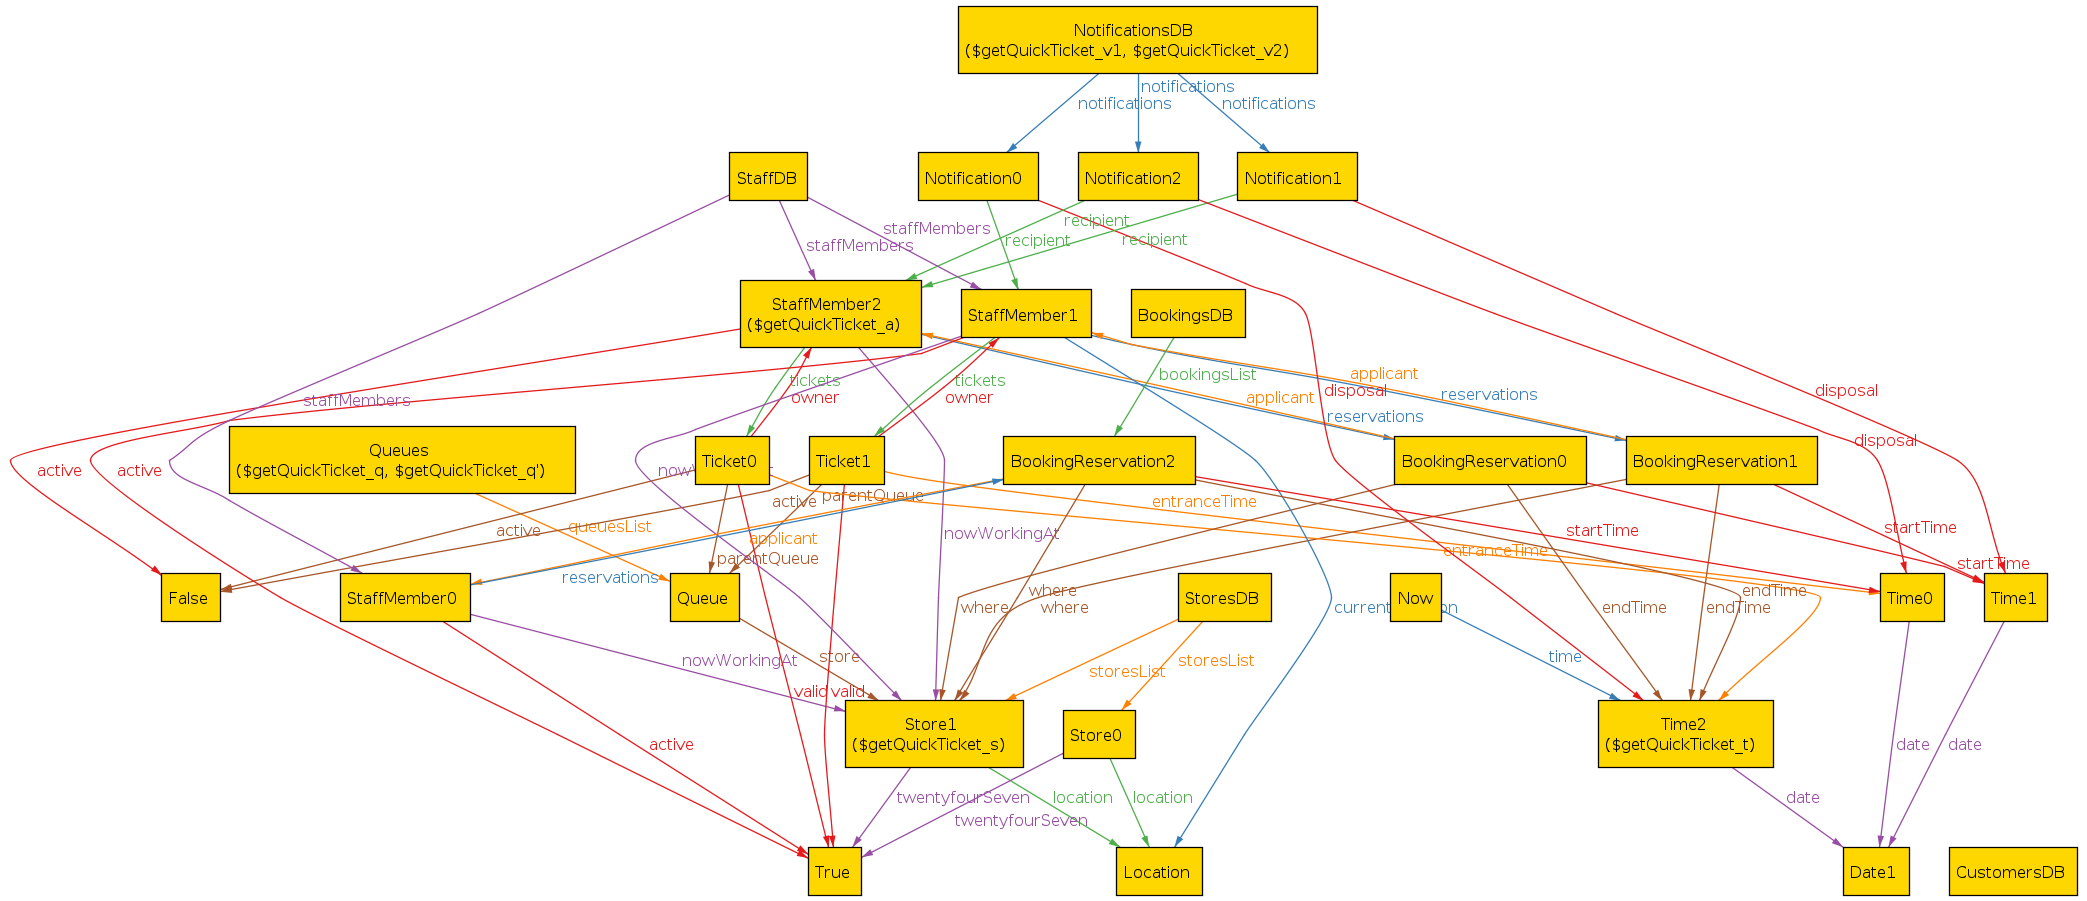 NotificationsDB
($getQuickTicket_v1, $getQuickTicket_v2)
notifications
notifications
notifications
StaffDB
Notification0
Notification2
Notification1
recipient
staffMembers
recipient
recipient
staffMembers
StaffMember2
($getQuickTicket_a)
StaffMember1
BookingsDB
tickets
tickets
bookingsList
applicant
disposal
disposal
owner
owner
applicant
reservations
staffMembers
reservations
Queues
($getQuickTicket_q, $getQuickTicket_q')
disposal
Ticket0
Ticket1
BookingReservation2
BookingReservation0
BookingReservation1
active
active
parentQueue
active
entranceTime
queuesList
active
startTime
startTime
applicant
nowWorkingAt
entranceTime
parentQueue
startTime
reservations
False
StaffMember0
Queue
StoresDB
Now
Time0
Time1
where
where
where
endTime
endTime
endTime
nowWorkingAt
store
storesList
storesList
time
valid
valid
Store1
($getQuickTicket_s)
Store0
Time2
($getQuickTicket_t)
active
date
date
twentyfourSeven
location
location
date
twentyfourSeven
True
Location
Date1
CustomersDB